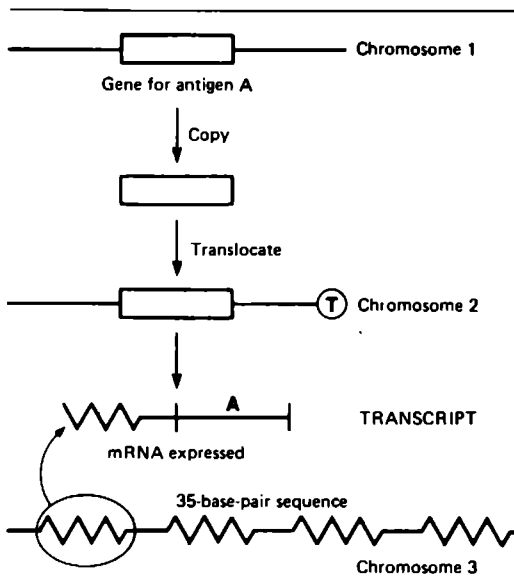 Chromosome 1
Gene for antigen A
Copy
Translocate
T Chromosome 2
A
TRANSCRIPT
mRNA expressed
35-base-pair sequence
Chromosome 3